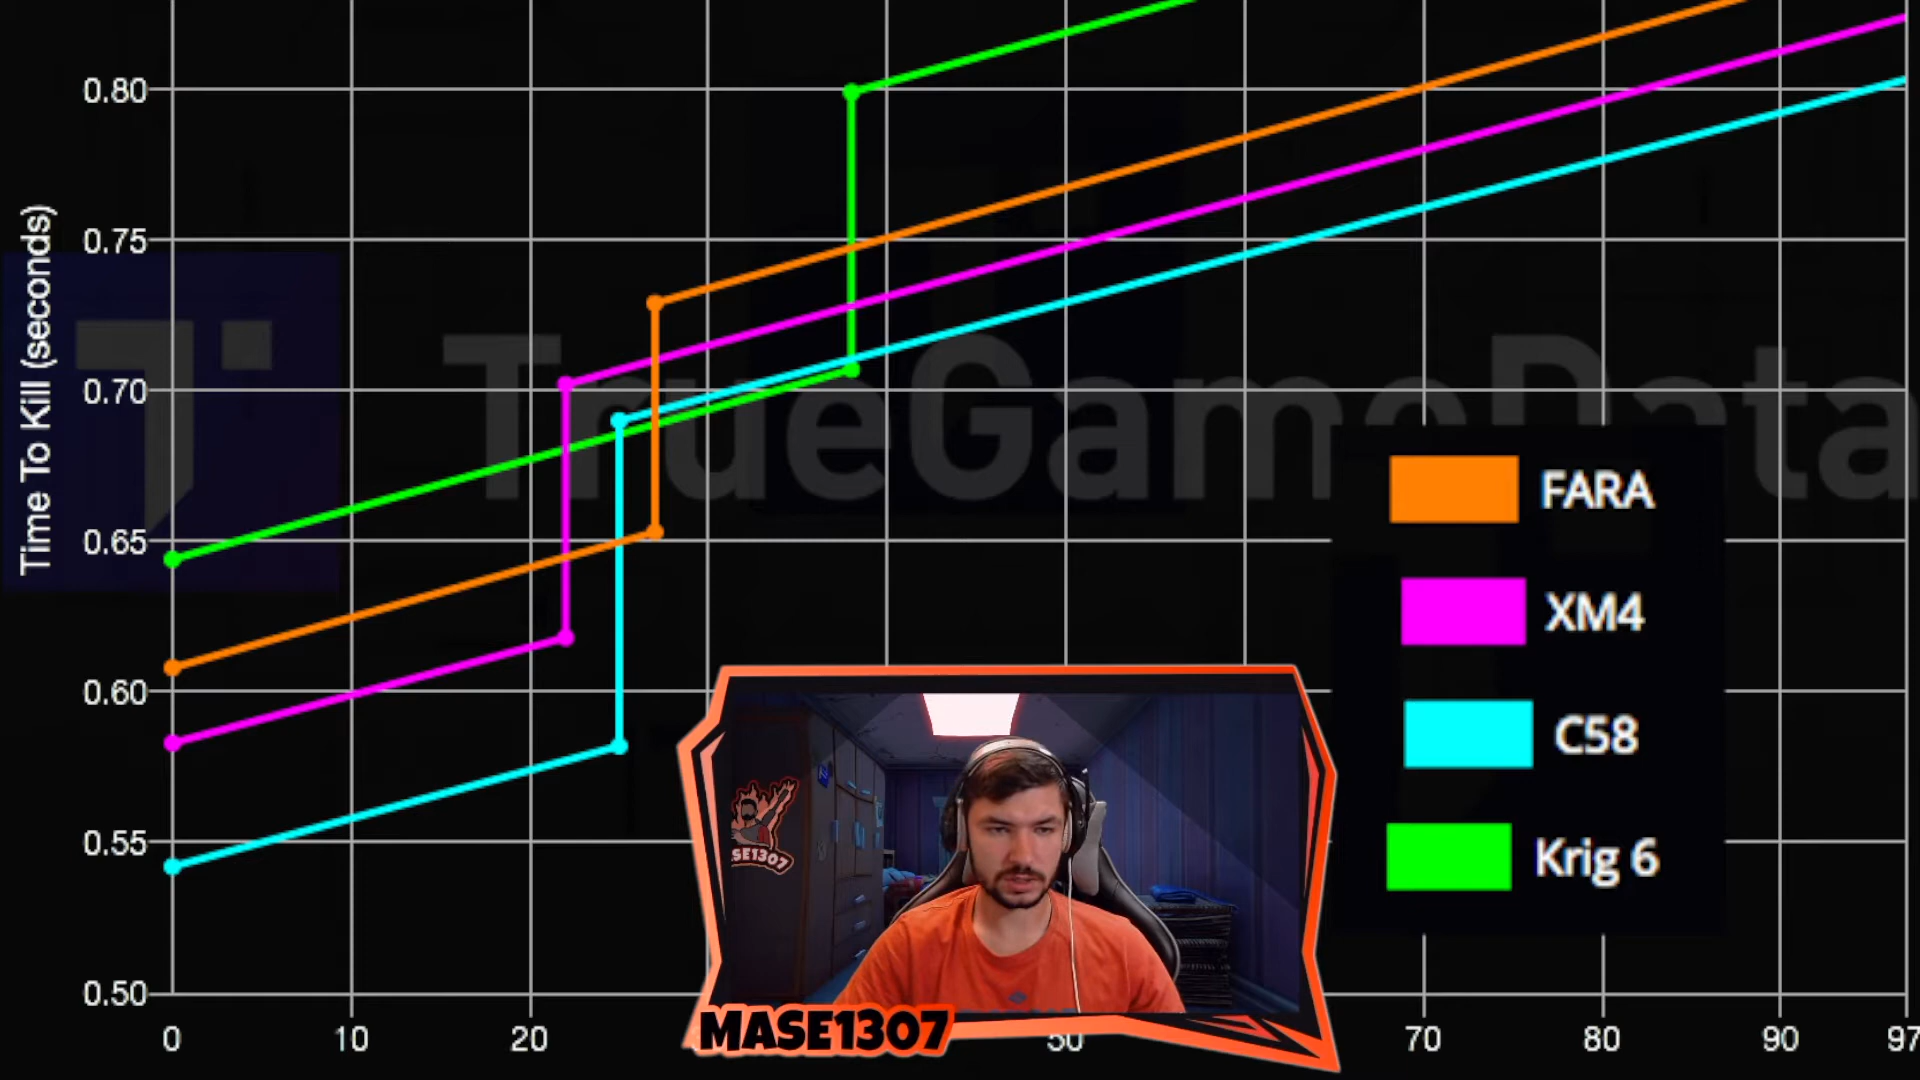 0.80
0.75
0.70
0.65
0.60
0.55
0.50
Time To Kill (seconds)
TrueGameData
FARA
XM4
C58
Krig 6
SE1307
MASE1307
0 10 20 50 70 80 90 97